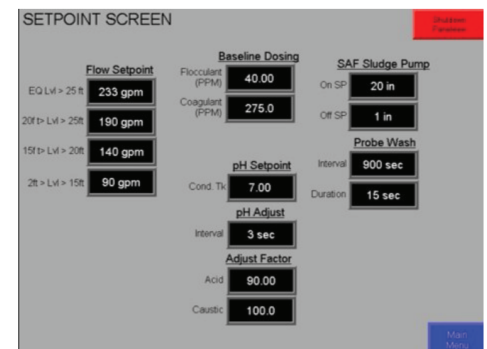 SETPOINT SCREEN
Shutdown
Parameters
Flow Setpoint
EQ Lvl > 25 ft 233 gpm
20ft> Lvl > 25ft 190 gpm
15ft> Lvl > 20ft 140 gpm
2ft > Lvl > 15ft 90 gpm
Baseline Dosing
Flocculant
(PPM) 40.00
Coagulant
(PPM) 275.0
pH Setpoint
Cond. Tk 7.00
pH Adjust
Interval 3 sec
Adjust Factor
Acid 90.00
Caustic 100.0
SAF Sludge Pump
On SP 20 in
Off SP 1 in
Probe Wash
Interval 900 sec
Duration 15 sec
Main
Menu